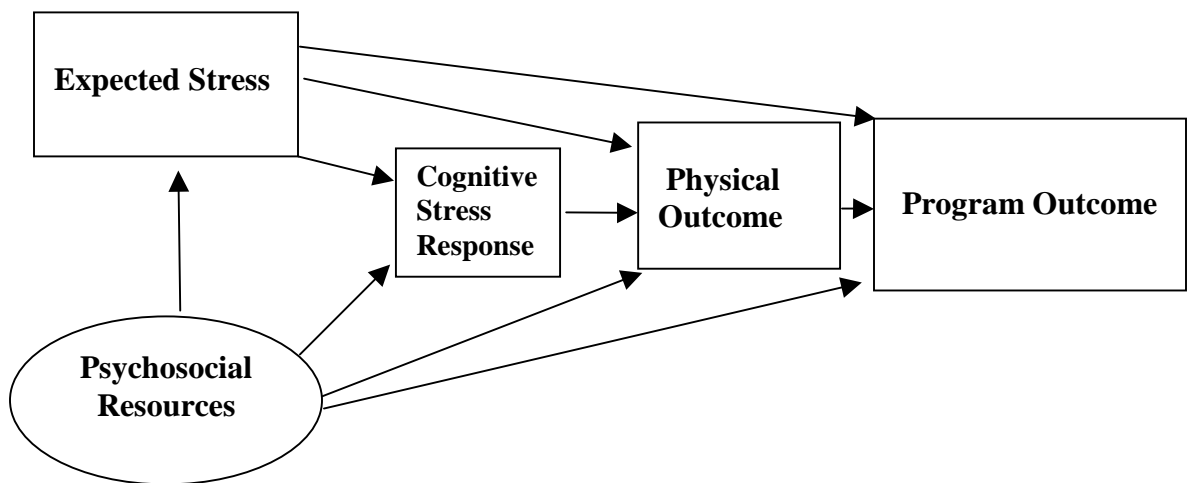 Expected Stress
Cognitive
Stress
Response
Physical
Outcome
Program Outcome
Psychosocial
Resources